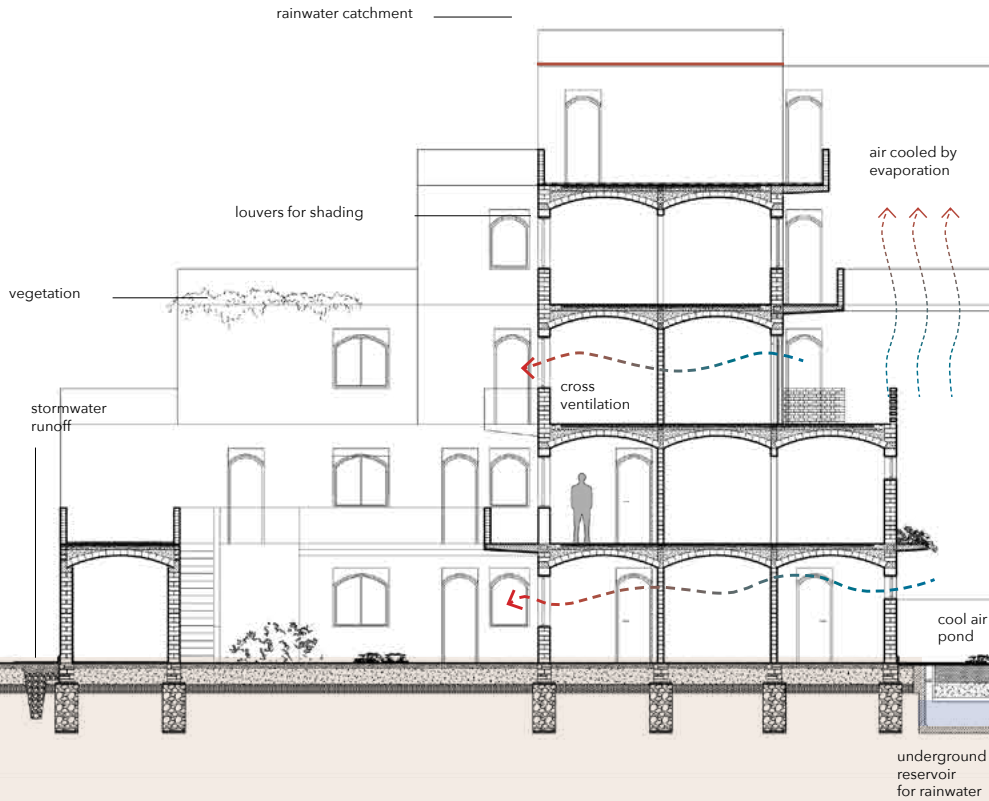 rainwater catchment
air cooled by
evaporation
louvers for shading
vegetation
cross
ventilation
stormwater
runoff
cool air
pond
underground
reservoir
for rainwater